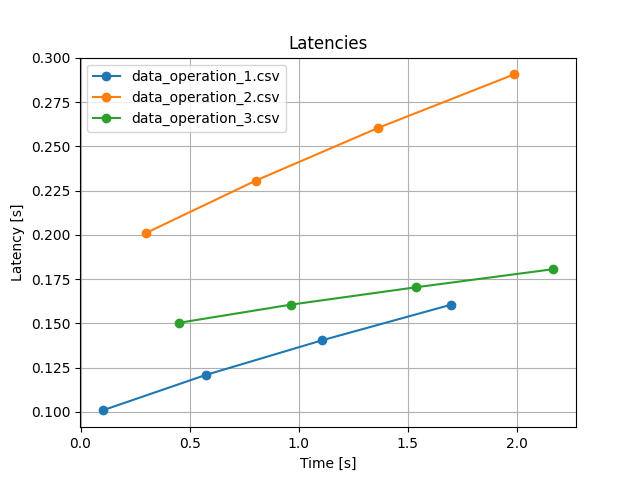 Latencies
data_operation_1.csv
data_operation_2.csv
data_operation_3.csv
Latency [s]
0.300
0.275
0.250
0.225
0.200
0.175
0.150
0.125
0.100
0.0 0.5 1.0 1.5 2.0
Time [s]